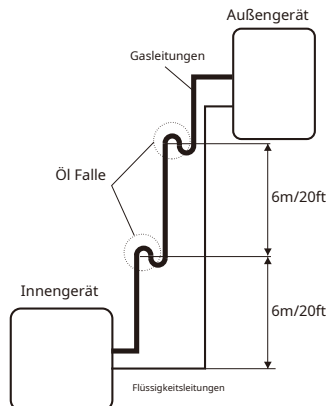 Außengerät
Gasleitungen
Öl Falle
6m/20ft
Innengerät
6m/20ft
Flüssigkeitsleitungen